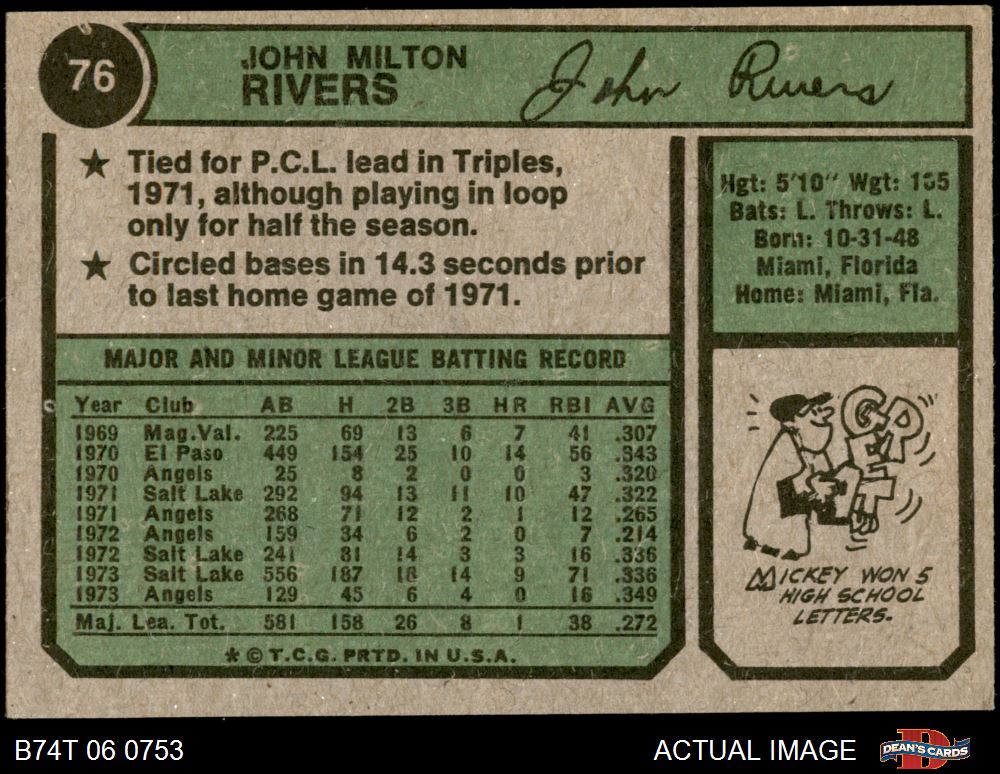 76
JOHN MILTON
RIVERS
John Rivers
★ Tied for P.C.L. lead in Triples,
1971, although playing in loop
only for half the season.
★ Circled bases in 14.3 seconds prior
to last home game of 1971.
Hgt: 5'10" Wgt: 165
Bats: L. Throws: L.
Born: 10-31-48
Miami, Florida
Home: Miami, Fla.
MAJOR AND MINOR LEAGUE BATTING RECORD
Year Club AB H 2B 3B HR RBI AVG
1969 Mag.Val. 225 69 13 6 7 41 .307
1970 El Paso 449 154 25 10 14 56 .343
1970 Angels 25 8 2 0 0 3 .320
1971 Salt Lake 292 94 13 11 10 47 .322
1971 Angels 268 71 12 2 1 12 .265
1972 Angels 159 34 6 2 0 7 .214
1972 Salt Lake 241 81 14 3 3 16 .336
1973 Salt Lake 556 187 18 14 9 71 .336
1973 Angels 129 45 6 4 0 16 .349
Maj. Lea. Tot. 581 158 26 8 1 38 .272
* © T.C.G. PRTD. IN U.S.A.
MICKEY WON 5
HIGH SCHOOL
LETTERS.
B74T 06 0753
ACTUAL IMAGE
DEAN'S CARDS